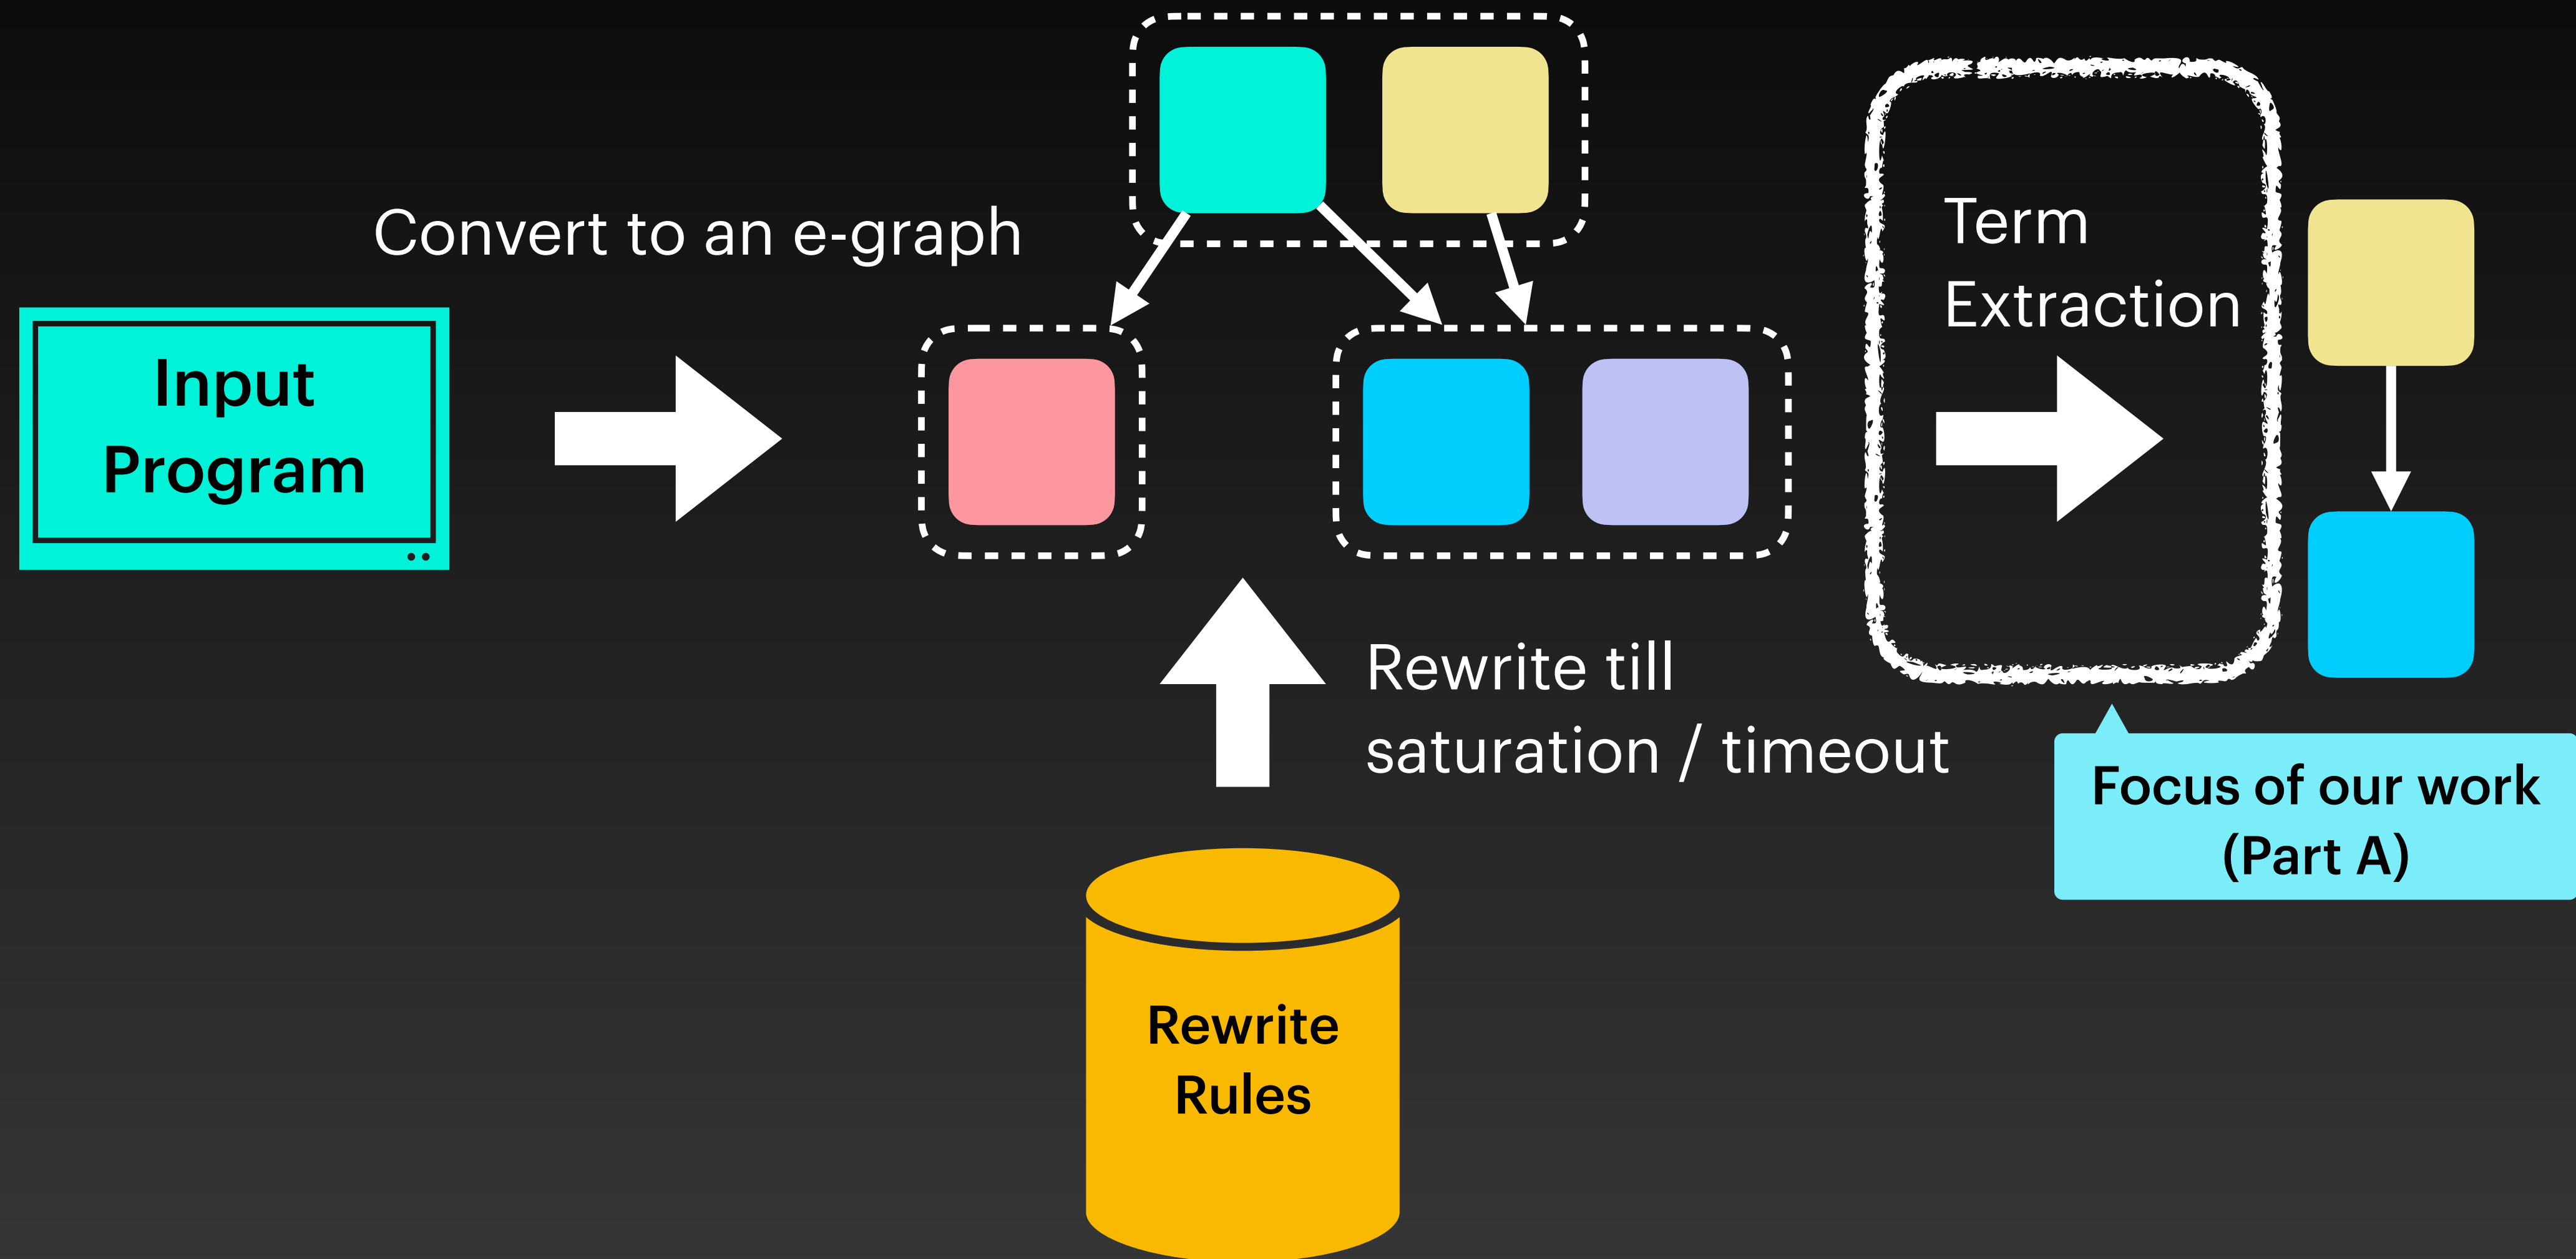 Convert to an e-graph
Input
Program
Term
Extraction
Rewrite till
saturation / timeout
Focus of our work
(Part A)
Rewrite
Rules